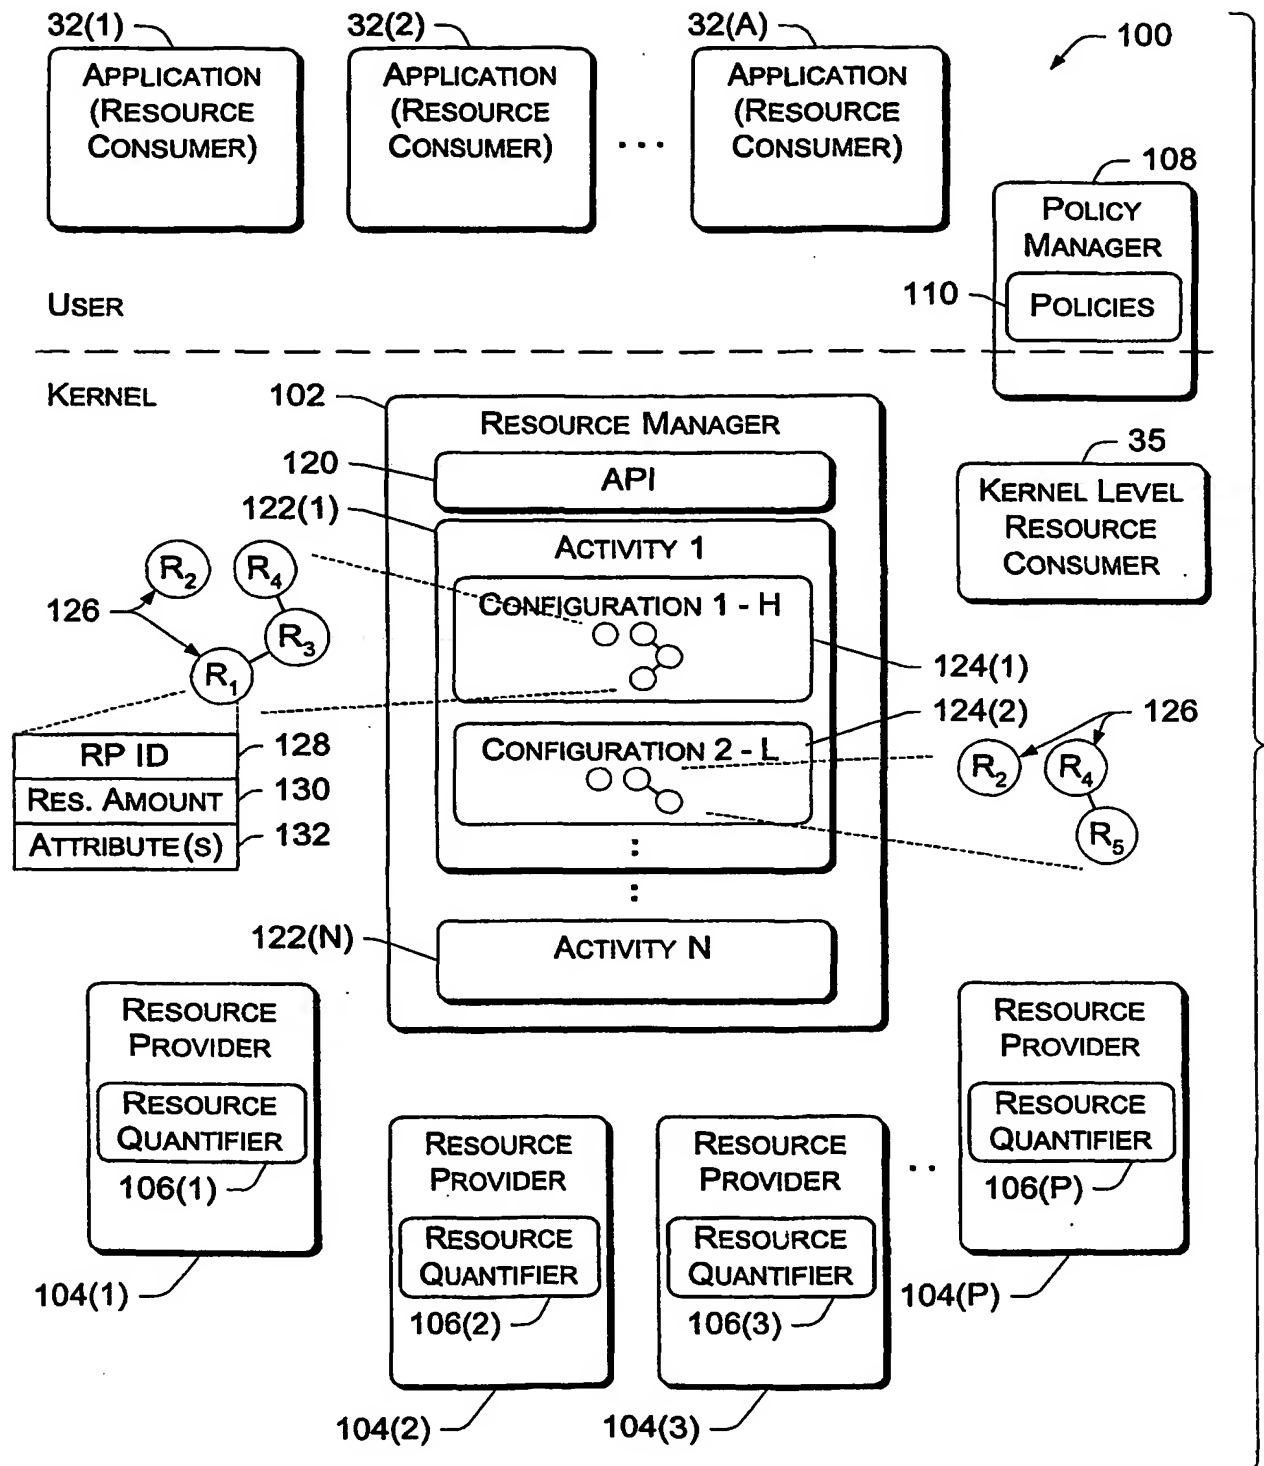 32(1)
32(2)
32(A)
100
APPLICATION
(RESOURCE
CONSUMER)
APPLICATION
(RESOURCE
CONSUMER)
...
APPLICATION
(RESOURCE
CONSUMER)
108
POLICY
MANAGER
110
POLICIES
USER
KERNEL
102
RESOURCE MANAGER
35
120
API
KERNEL LEVEL
RESOURCE
CONSUMER
122(1)
ACTIVITY 1
R2
R4
126
R3
R1
CONFIGURATION 1 - H
124(1)
124(2)
126
CONFIGURATION 2 - L
R2
R4
R5
RP ID
128
RES. AMOUNT
130
ATTRIBUTE(S)
132
:
:
122(N)
ACTIVITY N
RESOURCE
PROVIDER
RESOURCE
QUANTIFIER
106(1)
104(1)
RESOURCE
PROVIDER
RESOURCE
QUANTIFIER
106(2)
104(2)
RESOURCE
PROVIDER
RESOURCE
QUANTIFIER
106(3)
104(3)
..
RESOURCE
PROVIDER
RESOURCE
QUANTIFIER
106(P)
104(P)